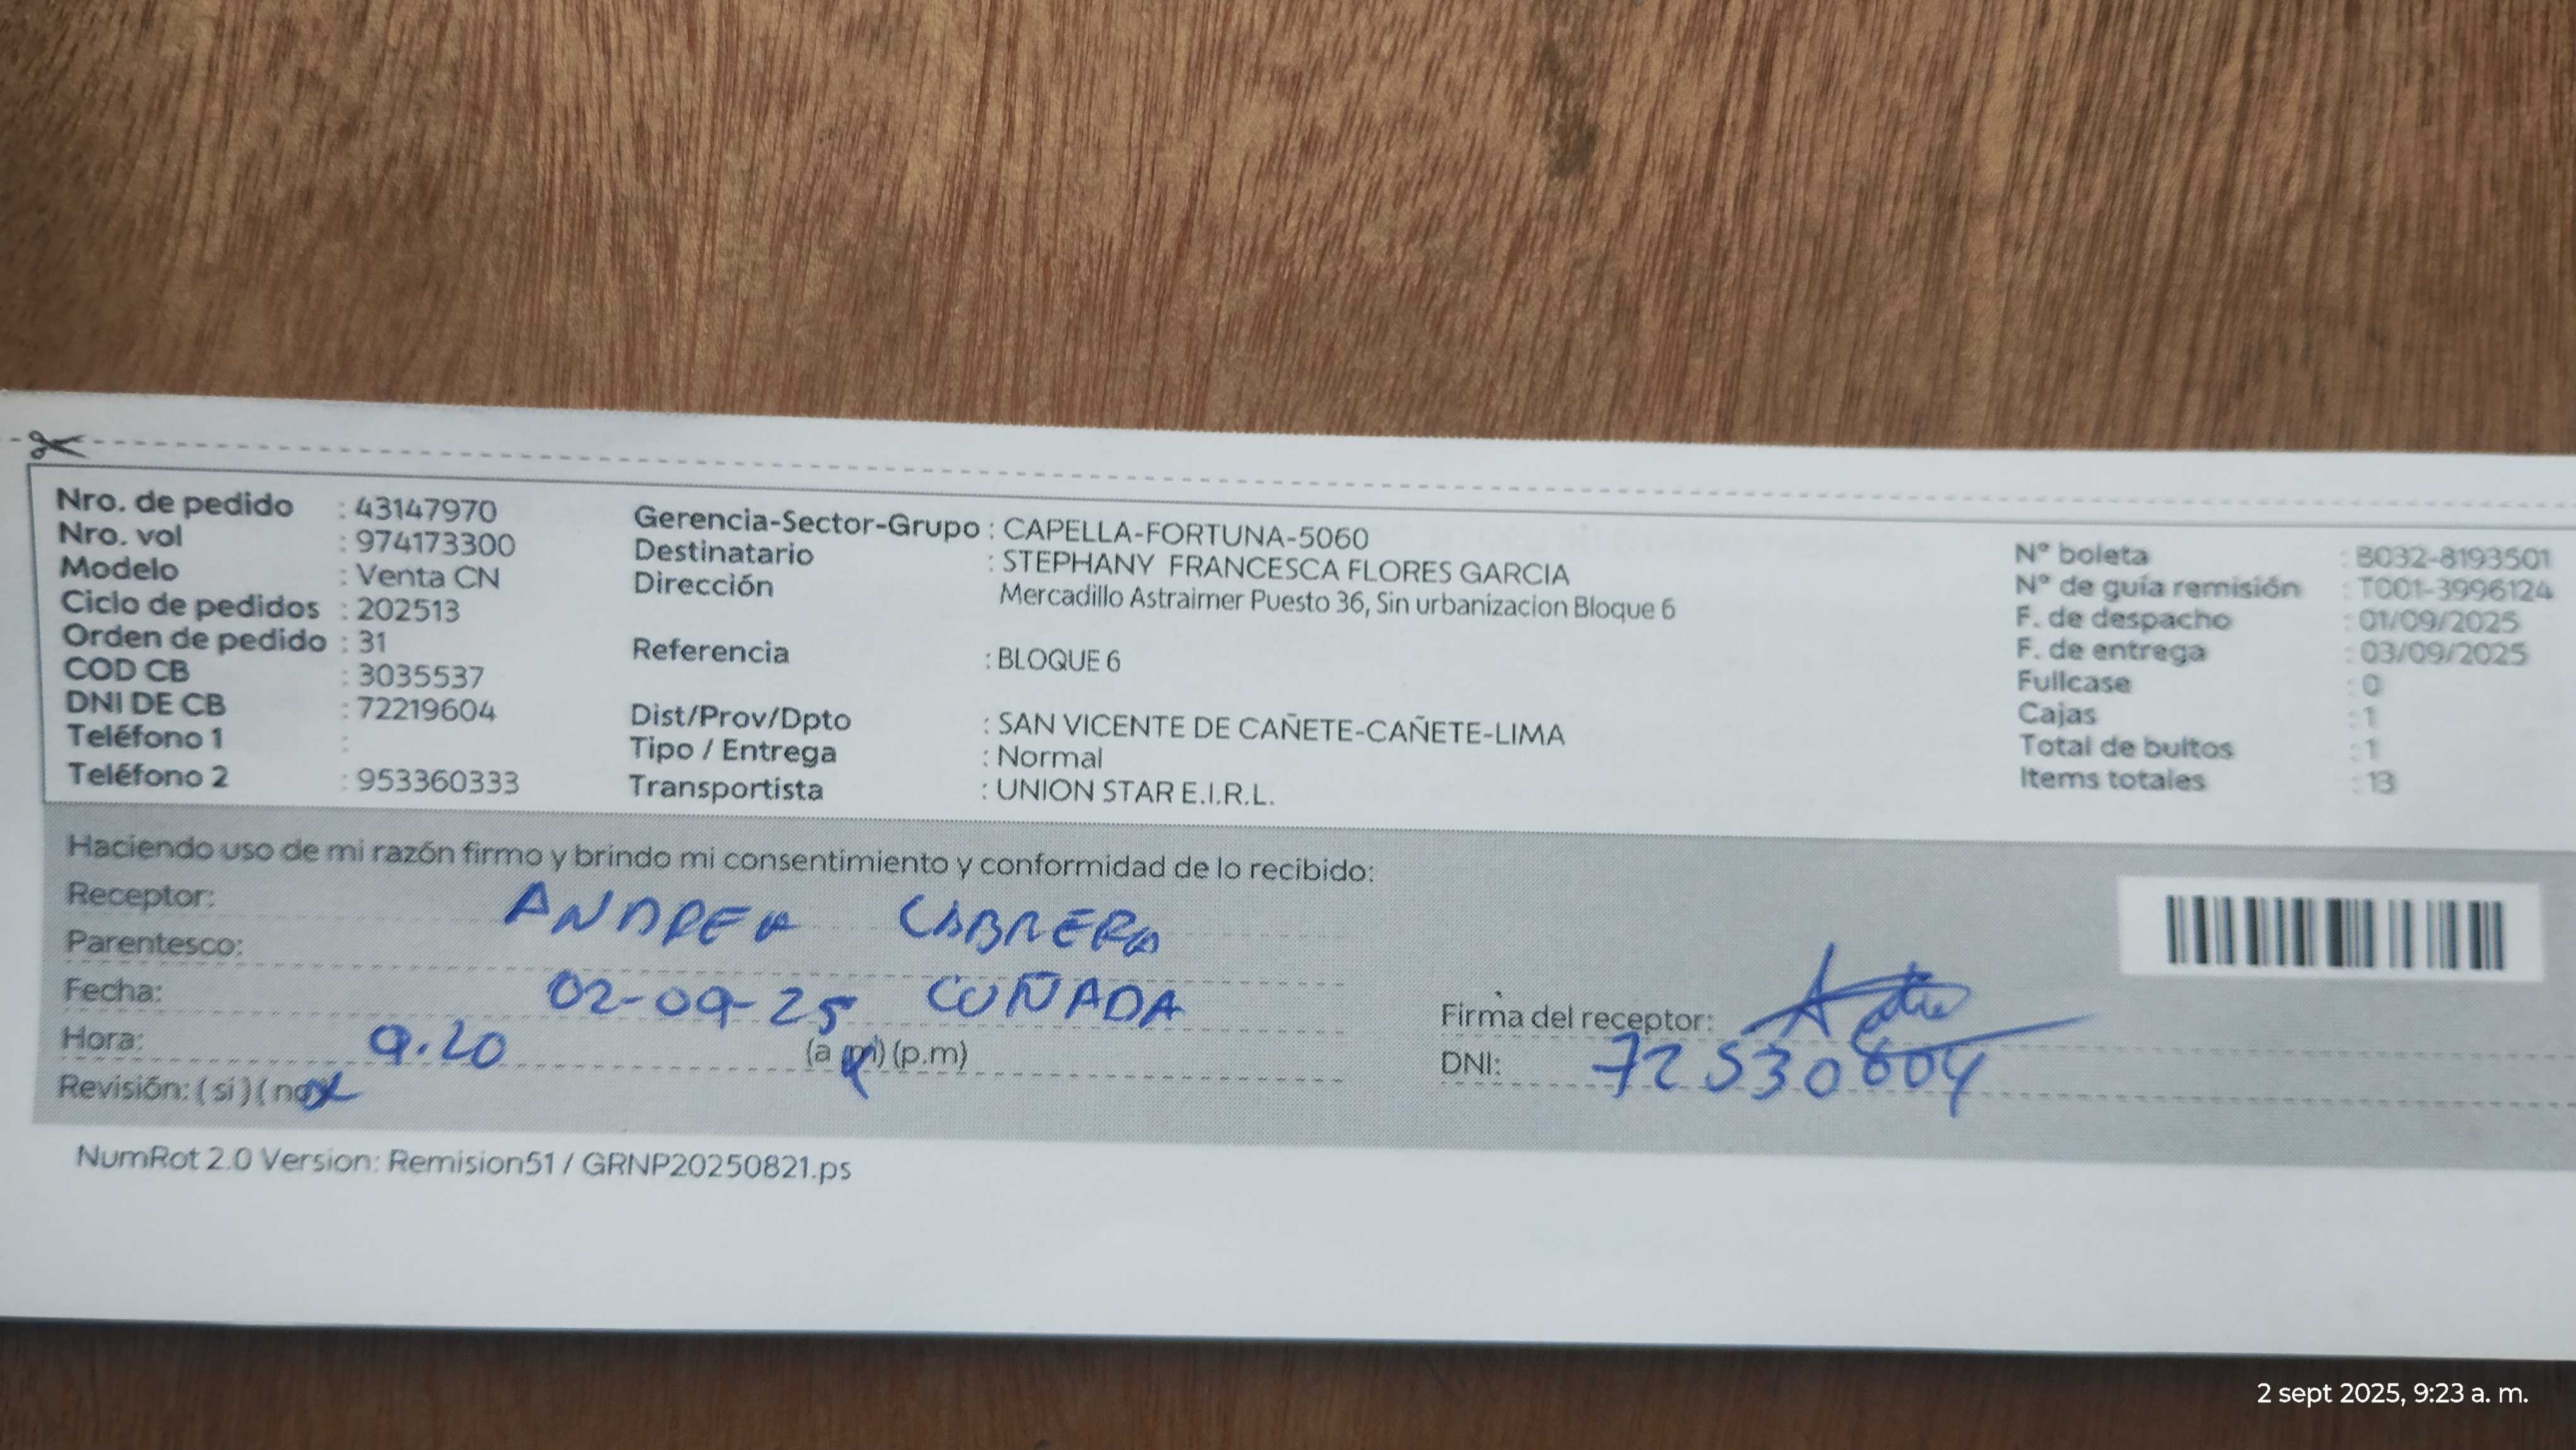 Nro. de pedido : 43147970
Nro. vol : 974173300
Modelo : Venta CN
Ciclo de pedidos : 202513
Orden de pedido : 31
COD CB : 3035537
DNI DE CB : 72219604
Teléfono 1 :
Teléfono 2 : 953360333
Gerencia-Sector-Grupo : CAPELLA-FORTUNA-5060
Destinatario : STEPHANY FRANCESCA FLORES GARCIA
Dirección Mercadillo Astraimer Puesto 36, Sin urbanizacion Bloque 6
Referencia : BLOQUE 6
Dist/Prov/Dpto : SAN VICENTE DE CAÑETE-CAÑETE-LIMA
Tipo / Entrega : Normal
Transportista : UNION STAR E.I.R.L.
N° boleta : B032-8193501
N° de guía remisión : T001-3996124
F. de despacho : 01/09/2025
F. de entrega : 03/09/2025
Fullcase : 0
Cajas : 1
Total de bultos : 1
Items totales : 13
Haciendo uso de mi razón firmo y brindo mi consentimiento y conformidad de lo recibido:
Receptor: ANDREA CABRERA
Parentesco: CUÑADA
Fecha: 02-09-25
Hora: 9.20 (a.m) (p.m)
Revisión: ( si ) ( no )
Firma del receptor:
DNI: 72530804
NumRot 2.0 Version: Remision51 / GRNP20250821.ps
2 sept 2025, 9:23 a. m.